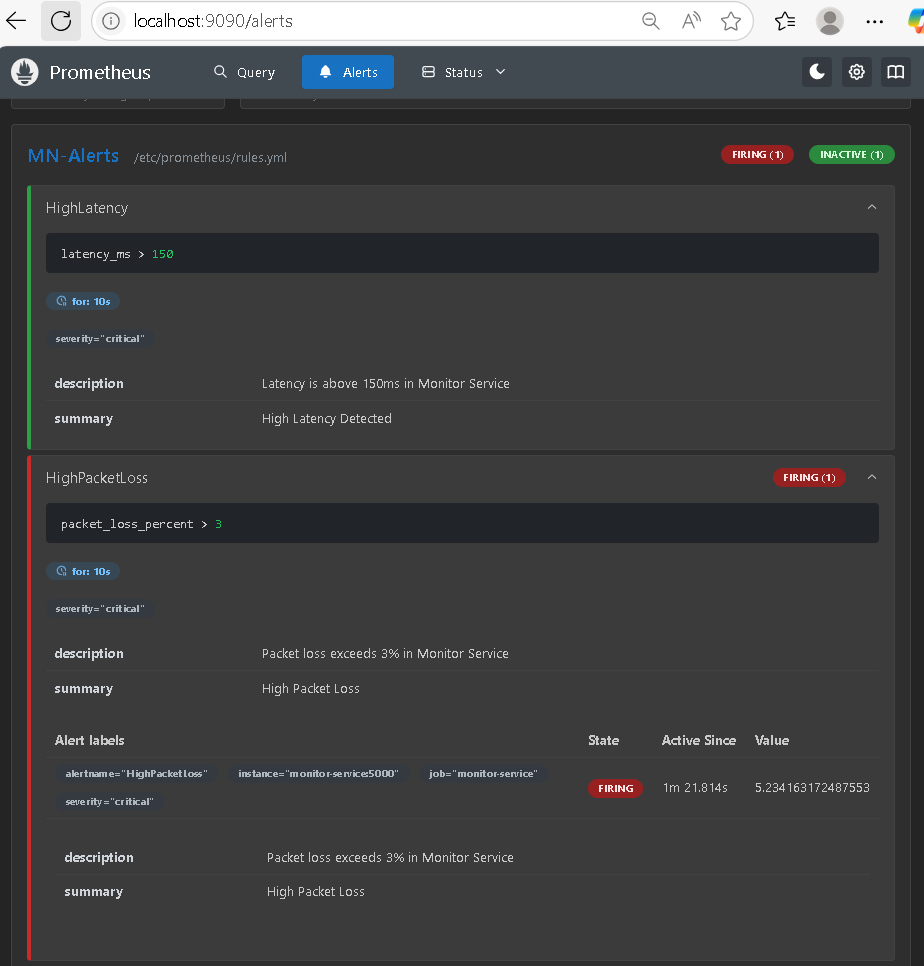 localhost:9090/alerts
Prometheus Query Alerts Status
MN-Alerts /etc/prometheus/rules.yml FIRING (1) INACTIVE (1)
HighLatency
latency_ms > 150
for: 10s
severity="critical"
description Latency is above 150ms in Monitor Service
summary High Latency Detected
HighPacketLoss FIRING (1)
packet_loss_percent > 3
for: 10s
severity="critical"
description Packet loss exceeds 3% in Monitor Service
summary High Packet Loss
Alert labels State Active Since Value
alertname="HighPacketLoss" instance="monitor-service:5000" job="monitor-service"
severity="critical" FIRING 1m 21.814s 5.234163172487553
description Packet loss exceeds 3% in Monitor Service
summary High Packet Loss